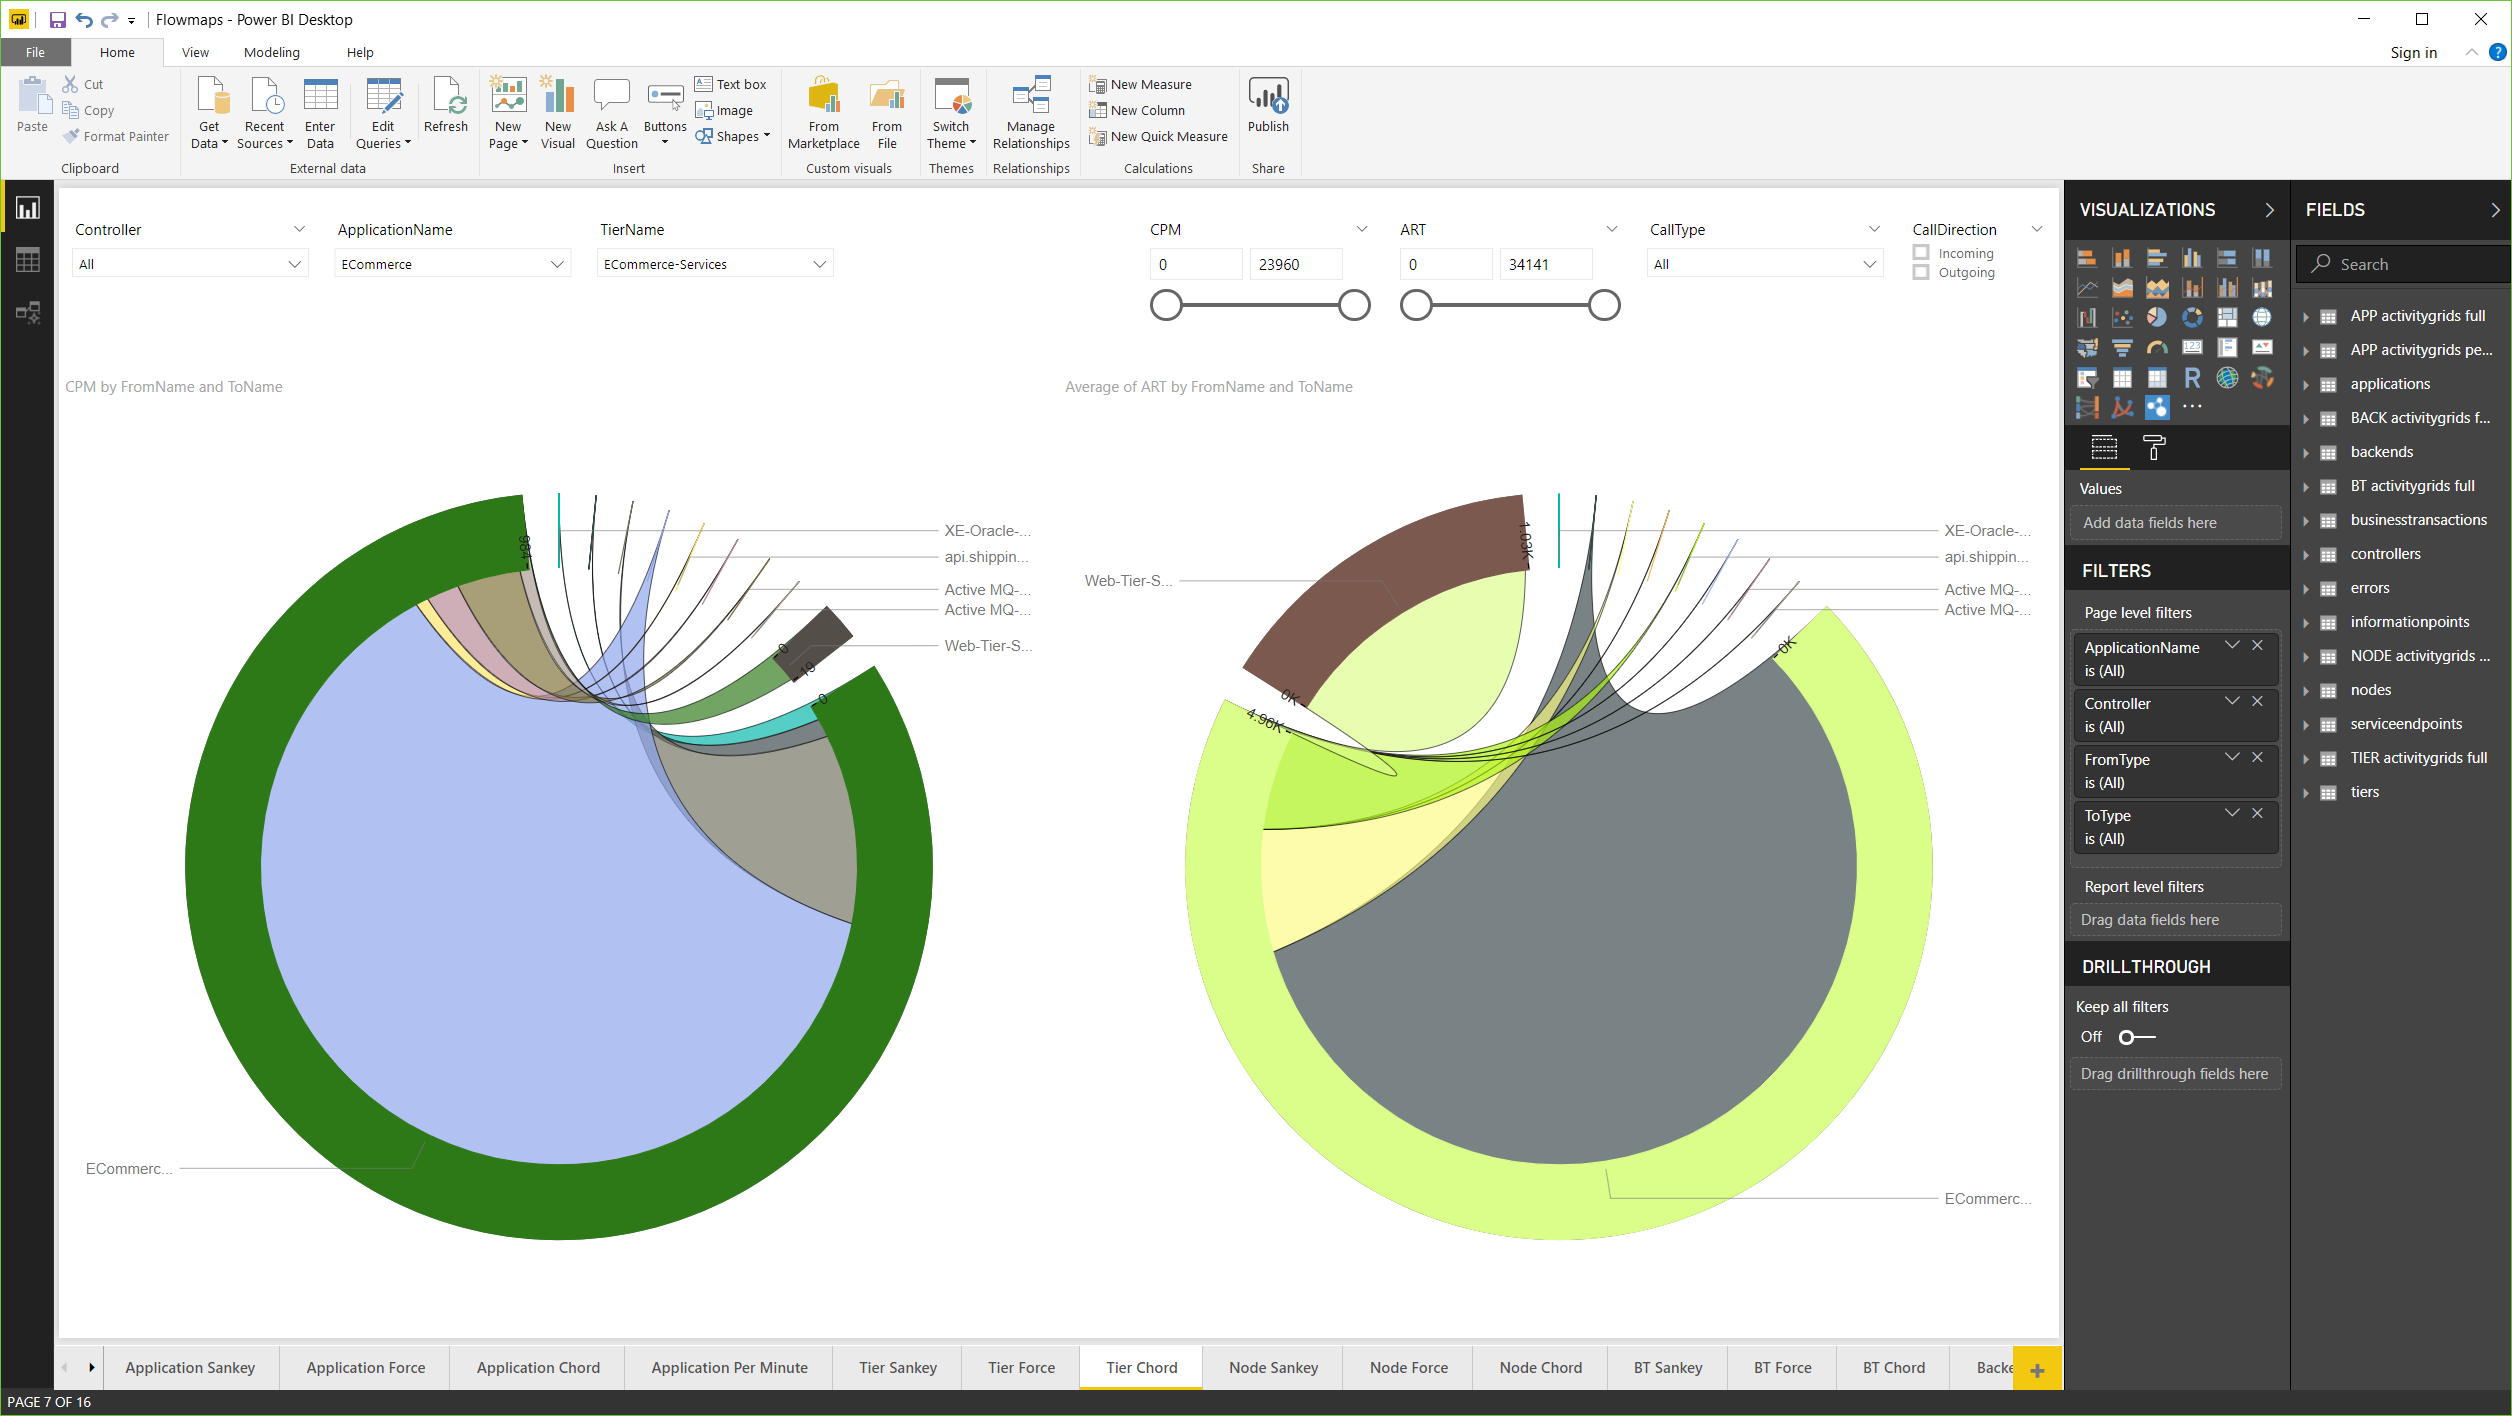 Flowmaps - Power BI Desktop
File Home View Modeling Help Sign in
Paste
Cut
Copy
Format Painter
Clipboard
Get Data
Recent Sources
Enter Data
Edit Queries
Refresh
External data
New Page
New Visual
Ask A Question
Buttons
Text box
Image
Shapes
Insert
From Marketplace
From File
Custom visuals
Switch Theme
Themes
Manage Relationships
Relationships
New Measure
New Column
New Quick Measure
Calculations
Publish
Share
Controller
All
ApplicationName
ECommerce
TierName
ECommerce-Services
CPM
0 23960
ART
0 34141
CallType
All
CallDirection
Incoming
Outgoing
CPM by FromName and ToName
984
XE-Oracle-...
api.shippin...
Active MQ-...
Active MQ-...
Web-Tier-S...
0
19
0
ECommerc...
Average of ART by FromName and ToName
1.03K
XE-Oracle-...
api.shippin...
Active MQ-...
Active MQ-...
Web-Tier-S...
0K
0K
4.96K
ECommerc...
VISUALIZATIONS
123
R
Values
Add data fields here
FILTERS
Page level filters
ApplicationName
is (All)
Controller
is (All)
FromType
is (All)
ToType
is (All)
Report level filters
Drag data fields here
DRILLTHROUGH
Keep all filters
Off
Drag drillthrough fields here
FIELDS
Search
APP activitygrids full
APP activitygrids pe...
applications
BACK activitygrids f...
backends
BT activitygrids full
businesstransactions
controllers
errors
informationpoints
NODE activitygrids ...
nodes
serviceendpoints
TIER activitygrids full
tiers
Application Sankey Application Force Application Chord Application Per Minute Tier Sankey Tier Force Tier Chord Node Sankey Node Force Node Chord BT Sankey BT Force BT Chord Backe
PAGE 7 OF 16